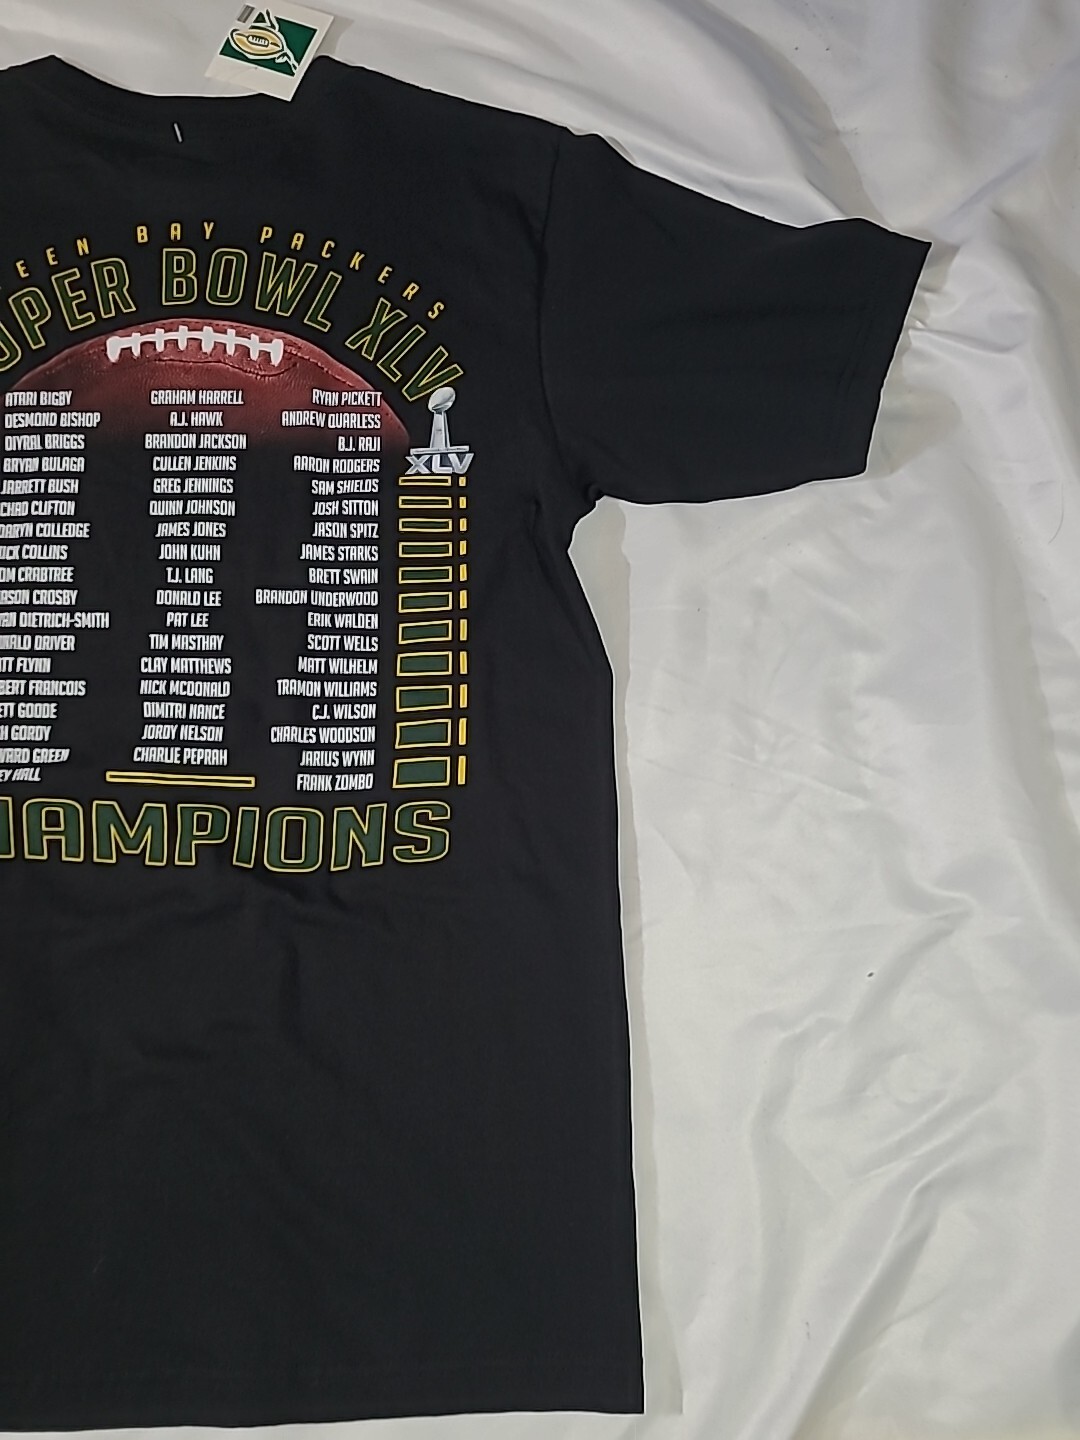 EEN BAY PACKERS
UPER BOWL XLV
ATARI BIGBY GRAHAM HARRELL RYAN PICKETT
DESMOND BISHOP A.J. HAWK ANDREW QUARLESS
DIYRAL BRIGGS BRANDON JACKSON B.J. RAJI
BRYAN BULAGA CULLEN JENKINS AARON RODGERS
XLV
JARRETT BUSH GREG JENNINGS SAM SHIELDS
CHAD CLIFTON QUINN JOHNSON JOSH SITTON
DARYN COLLEDGE JAMES JONES JASON SPITZ
ICK COLLINS JOHN KUHN JAMES STARKS
OM CRABTREE T.J. LANG BRETT SWAIN
ASON CROSBY DONALD LEE BRANDON UNDERWOOD
AN DIETRICH-SMITH PAT LEE ERIK WALDEN
NALD DRIVER TIM MASTHAY SCOTT WELLS
TT FLYNN CLAY MATTHEWS MATT WILHELM
BERT FRANCOIS NICK MCDONALD TRAMON WILLIAMS
ETT GOODE DIMITRI NANCE C.J. WILSON
H GORDY JORDY NELSON CHARLES WOODSON
WARD GREEN CHARLIE PEPRAH JARIUS WYNN
EY HALL FRANK ZOMBO
HAMPIONS